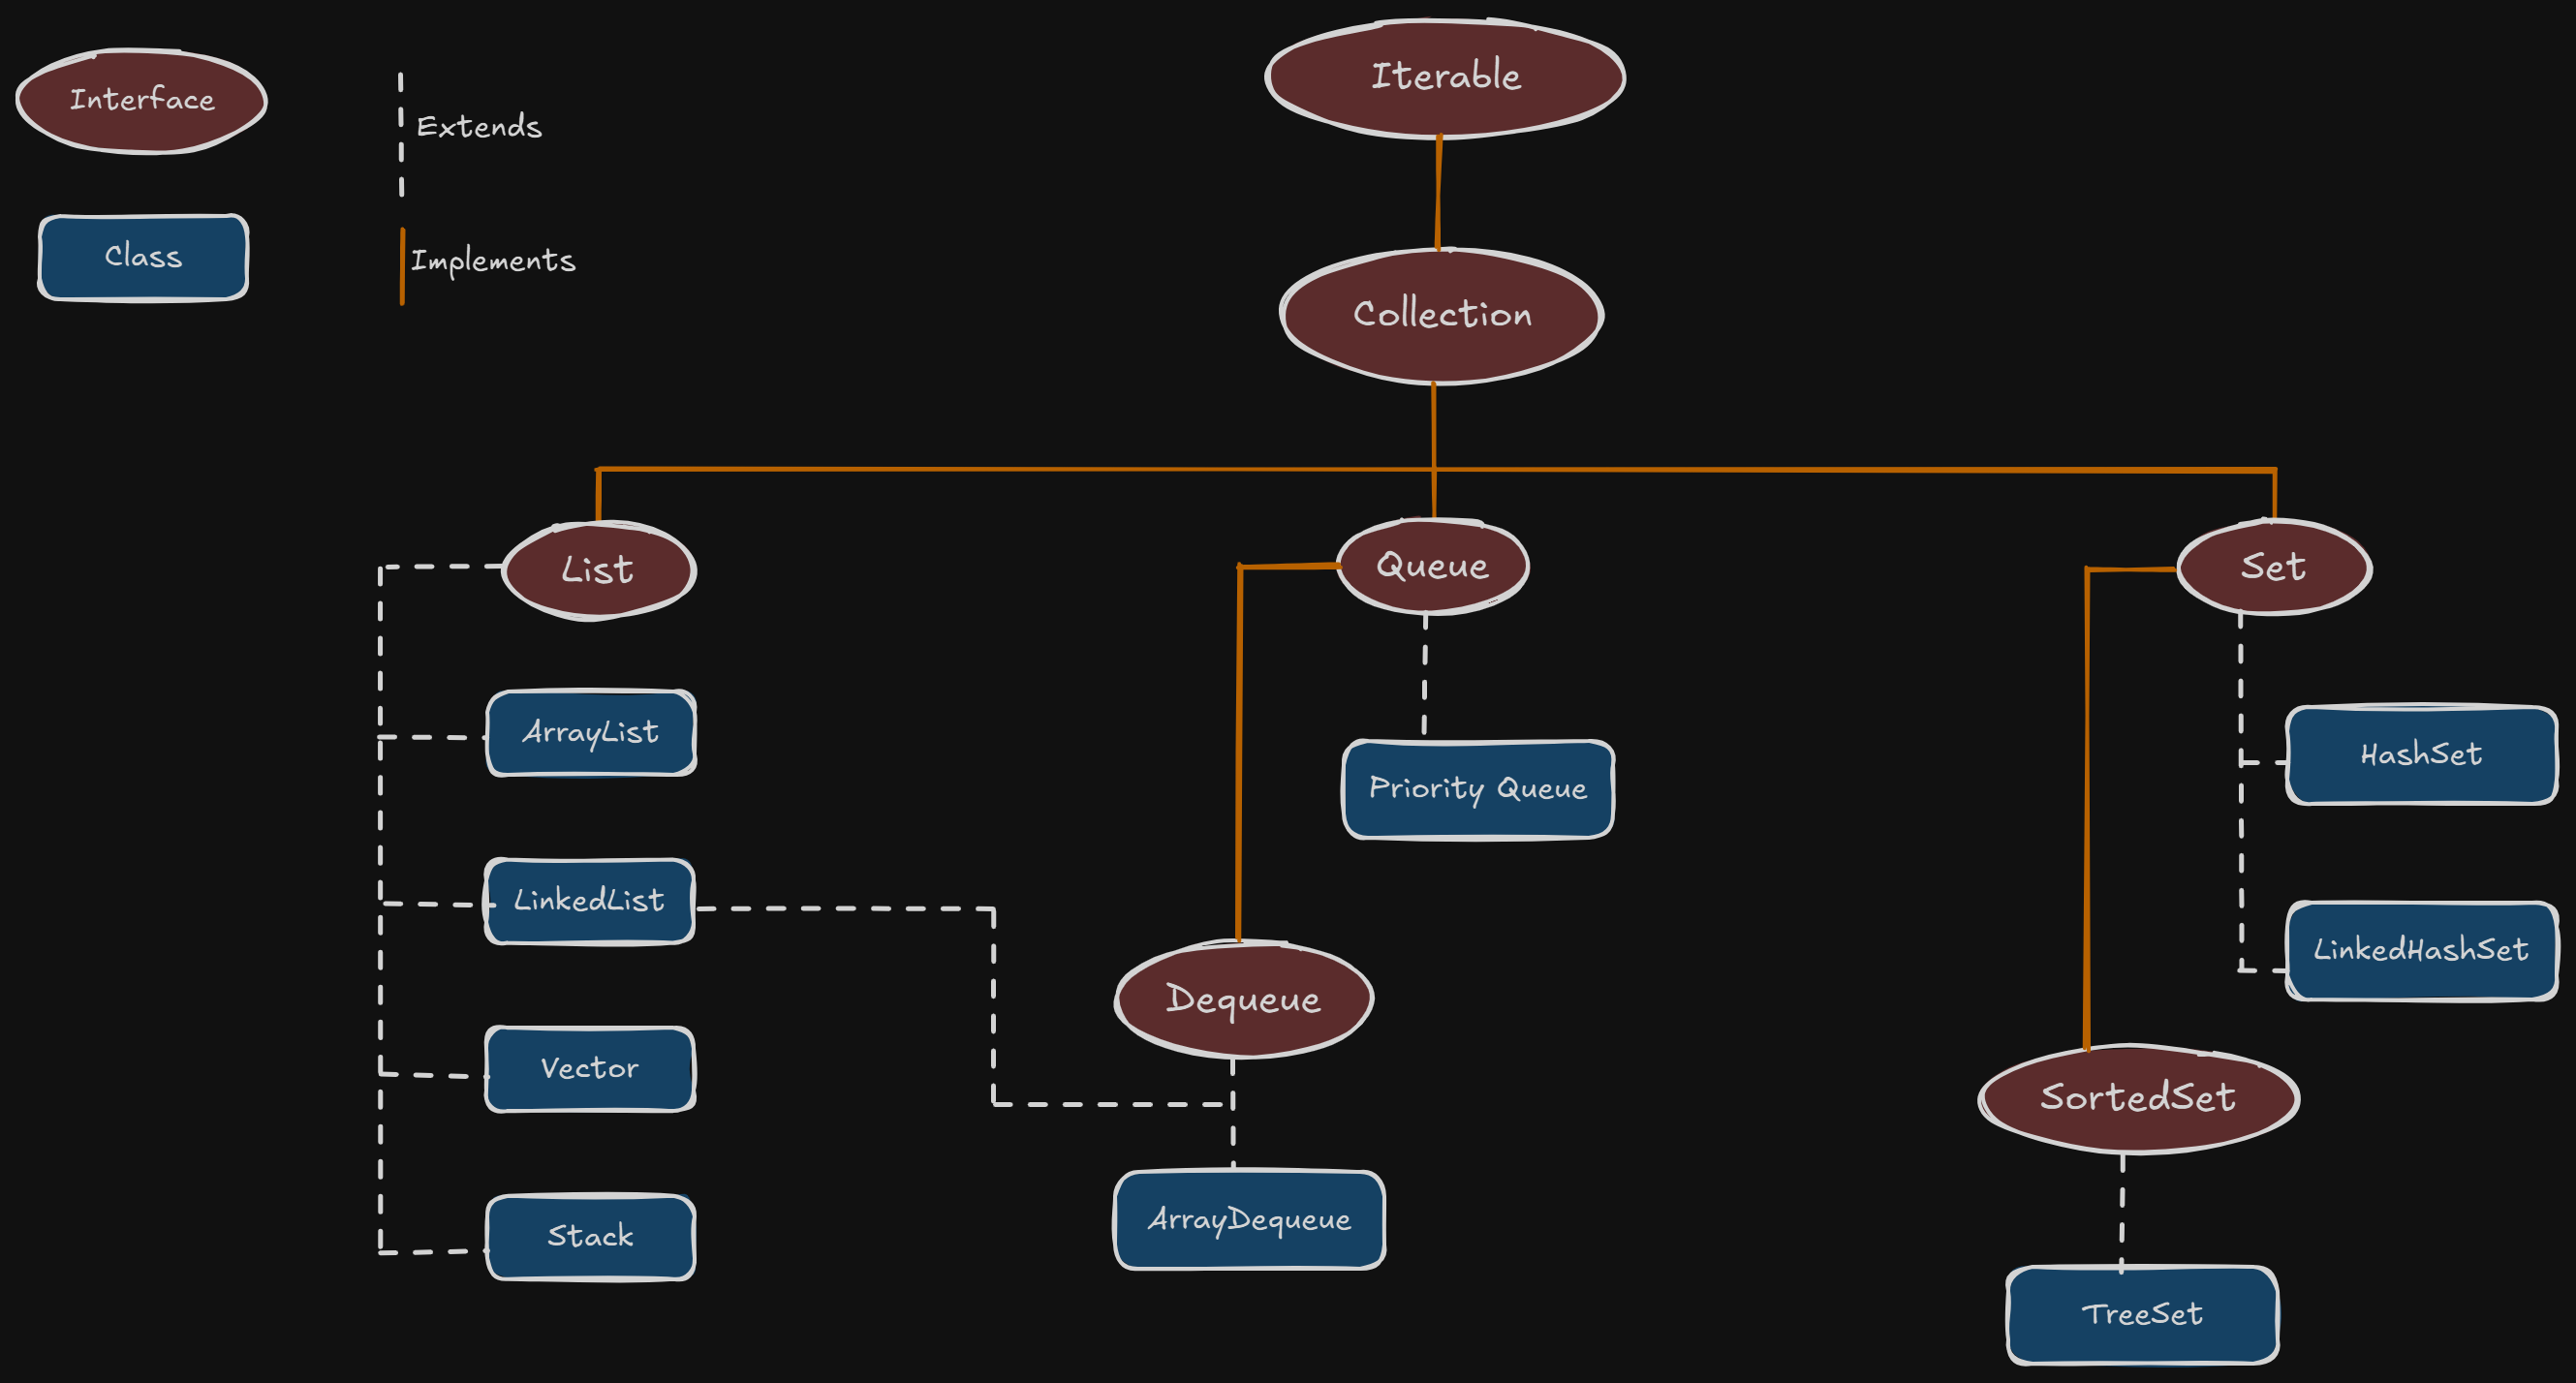 Interface
Extends
Class
Implements
Iterable
Collection
List
Queue
Set
ArrayList
LinkedList
Vector
Stack
Priority Queue
Dequeue
ArrayDequeue
HashSet
LinkedHashSet
SortedSet
TreeSet